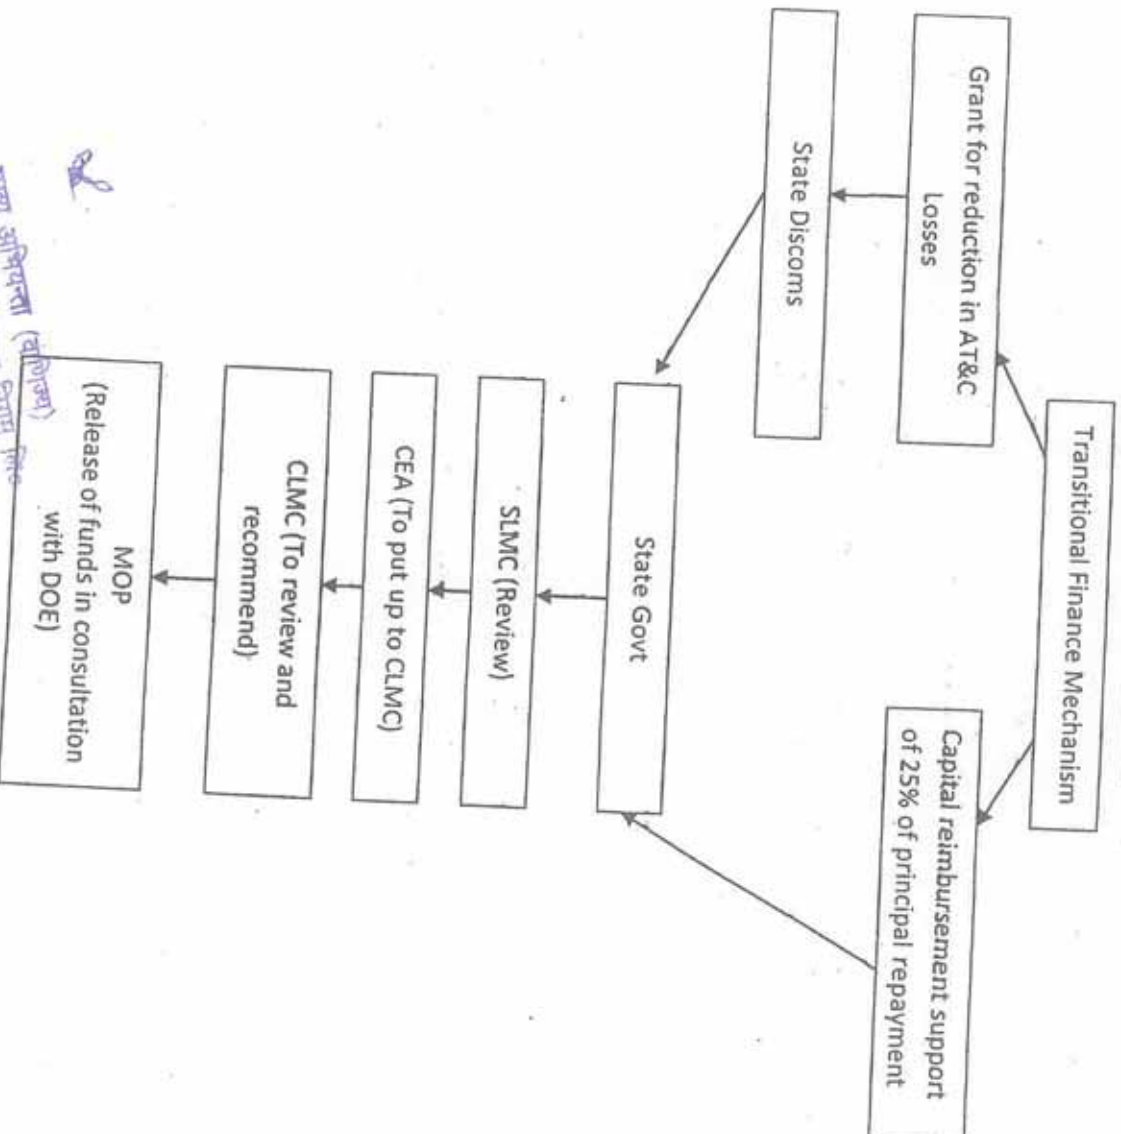 Transitional Finance Mechanism
Grant for reduction in AT&C
Losses
Capital reimbursement support
of 25% of principal repayment
State Discoms
State Govt
SLMC (Review)
CEA (To put up to CLMC)
CLMC (To review and
recommend)
MOP
(Release of funds in consultation
with DOE)
अभियन्ता (वाणिज्य)